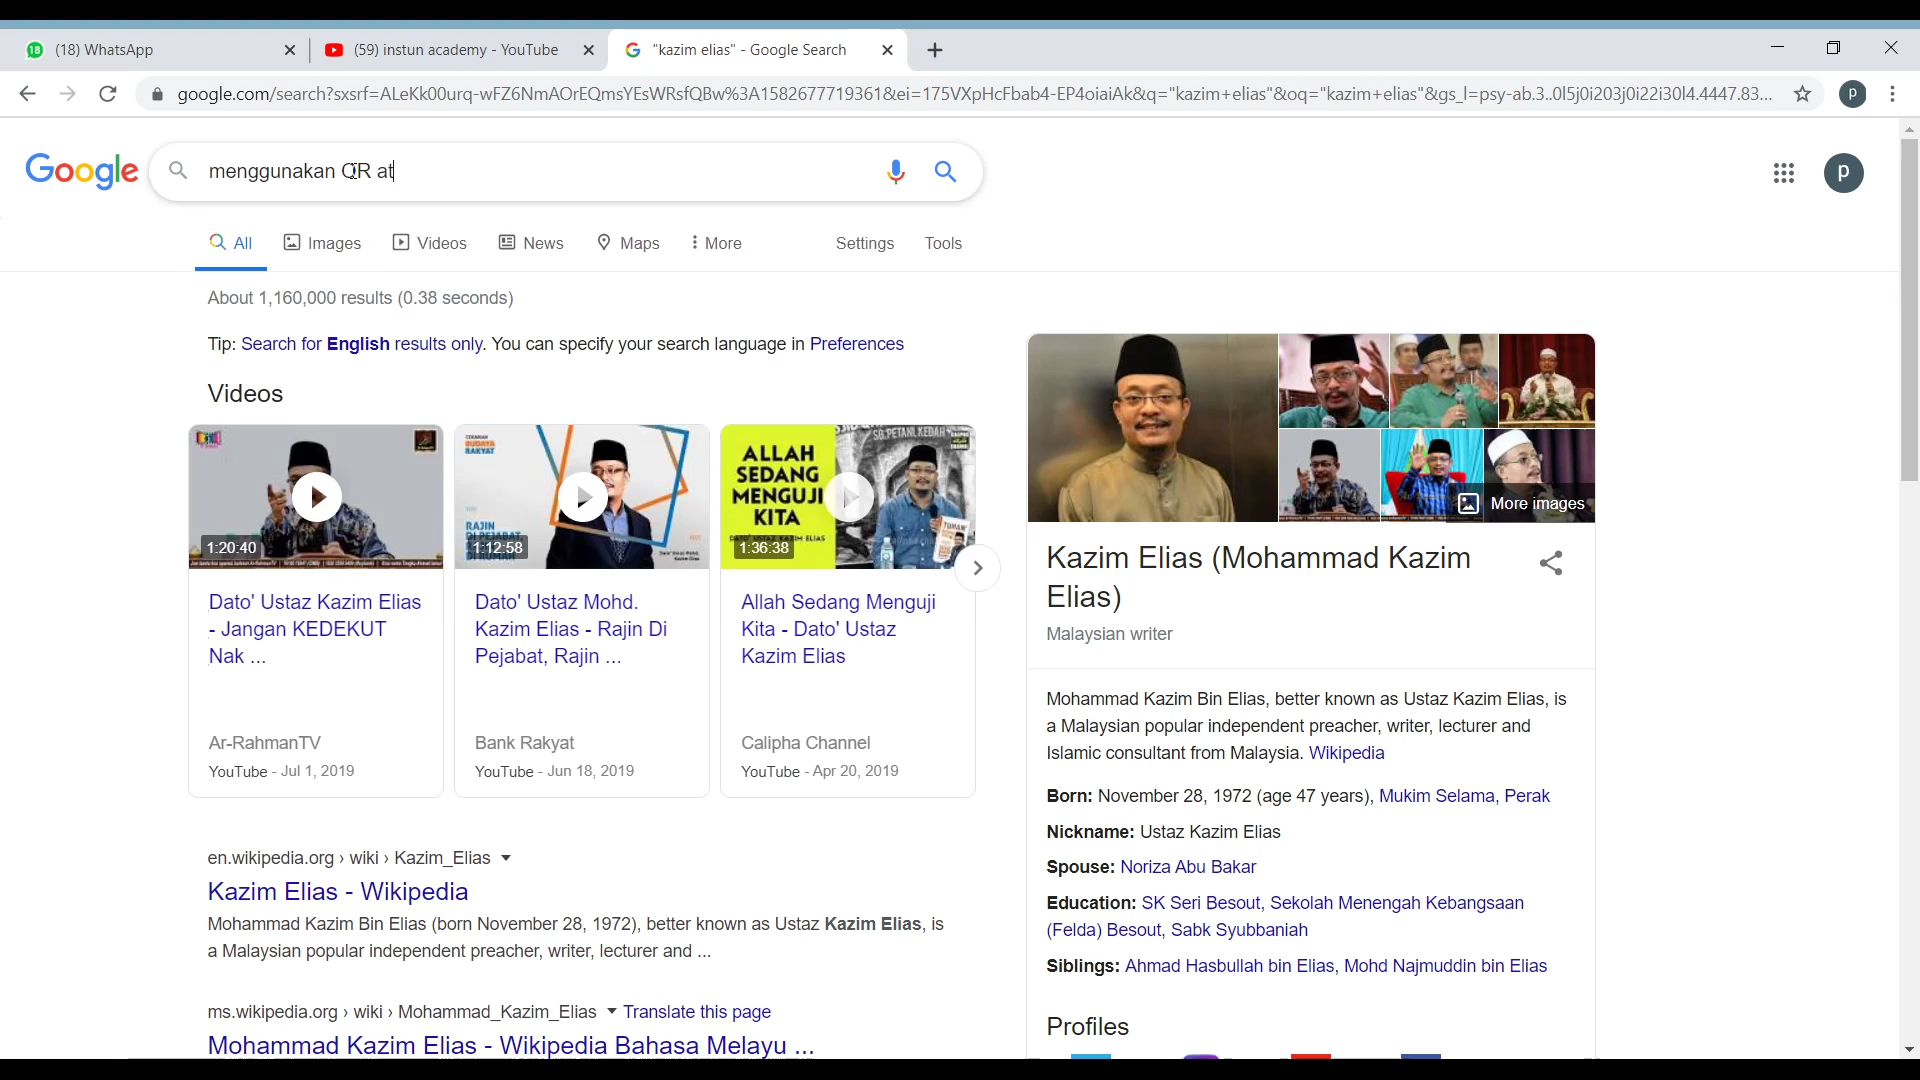 (18) WhatsApp
(59) instun academy - YouTube
"kazim elias" - Google Search
google.com/search?sxsrf=ALeKk00urq-wFZ6NmAOrEQmsYEsWRsfQBw%3A1582677719361&ei=175VXpHcFbab4-EP4oiaiAk&q="kazim+elias"&oq="kazim+elias"&gs_l=psy-ab.3..0l5j0i203j0i22i30l4.4447.83...
p
Google
menggunakan QR at
p
All
Images
Videos
News
Maps
More
Settings
Tools
About 1,160,000 results (0.38 seconds)
Tip: Search for English results only. You can specify your search language in Preferences
Videos
1:20:40
RAJIN
1:12:58
ALLAH
SEDANG
MENGUJI
KITA
SG.PETANI, KEDAH
1:36:38
Dato' Ustaz Kazim Elias
- Jangan KEDEKUT
Nak ...
Ar-RahmanTV
YouTube - Jul 1, 2019
Dato' Ustaz Mohd.
Kazim Elias - Rajin Di
Pejabat, Rajin ...
Bank Rakyat
YouTube - Jun 18, 2019
Allah Sedang Menguji
Kita - Dato' Ustaz
Kazim Elias
Calipha Channel
YouTube - Apr 20, 2019
en.wikipedia.org › wiki › Kazim_Elias
Kazim Elias - Wikipedia
Mohammad Kazim Bin Elias (born November 28, 1972), better known as Ustaz Kazim Elias, is
a Malaysian popular independent preacher, writer, lecturer and ...
ms.wikipedia.org › wiki › Mohammad_Kazim_Elias
Translate this page
Mohammad Kazim Elias - Wikipedia Bahasa Melayu ...
More images
Kazim Elias (Mohammad Kazim
Elias)
Malaysian writer
Mohammad Kazim Bin Elias, better known as Ustaz Kazim Elias, is
a Malaysian popular independent preacher, writer, lecturer and
Islamic consultant from Malaysia. Wikipedia
Born: November 28, 1972 (age 47 years), Mukim Selama, Perak
Nickname: Ustaz Kazim Elias
Spouse: Noriza Abu Bakar
Education: SK Seri Besout, Sekolah Menengah Kebangsaan
(Felda) Besout, Sabk Syubbaniah
Siblings: Ahmad Hasbullah bin Elias, Mohd Najmuddin bin Elias
Profiles